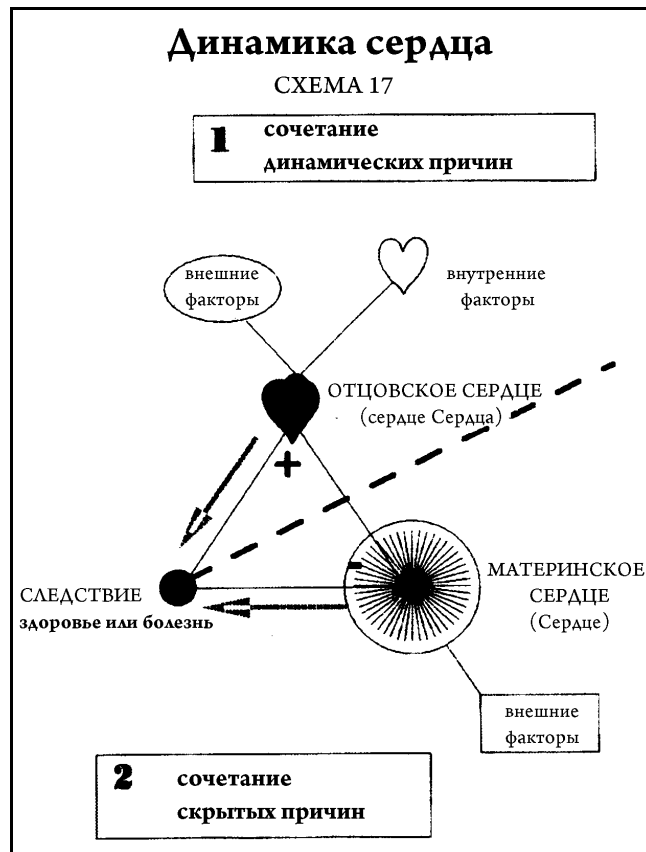 Динамика сердца
СХЕМА 17
1 сочетание
динамических причин
внешние
факторы
внутренние
факторы
ОТЦОВСКОЕ СЕРДЦЕ
(сердце Сердца)
+
-
СЛЕДСТВИЕ
здоровье или болезнь
МАТЕРИНСКОЕ
СЕРДЦЕ
(Сердце)
внешние
факторы
2 сочетание
скрытых причин